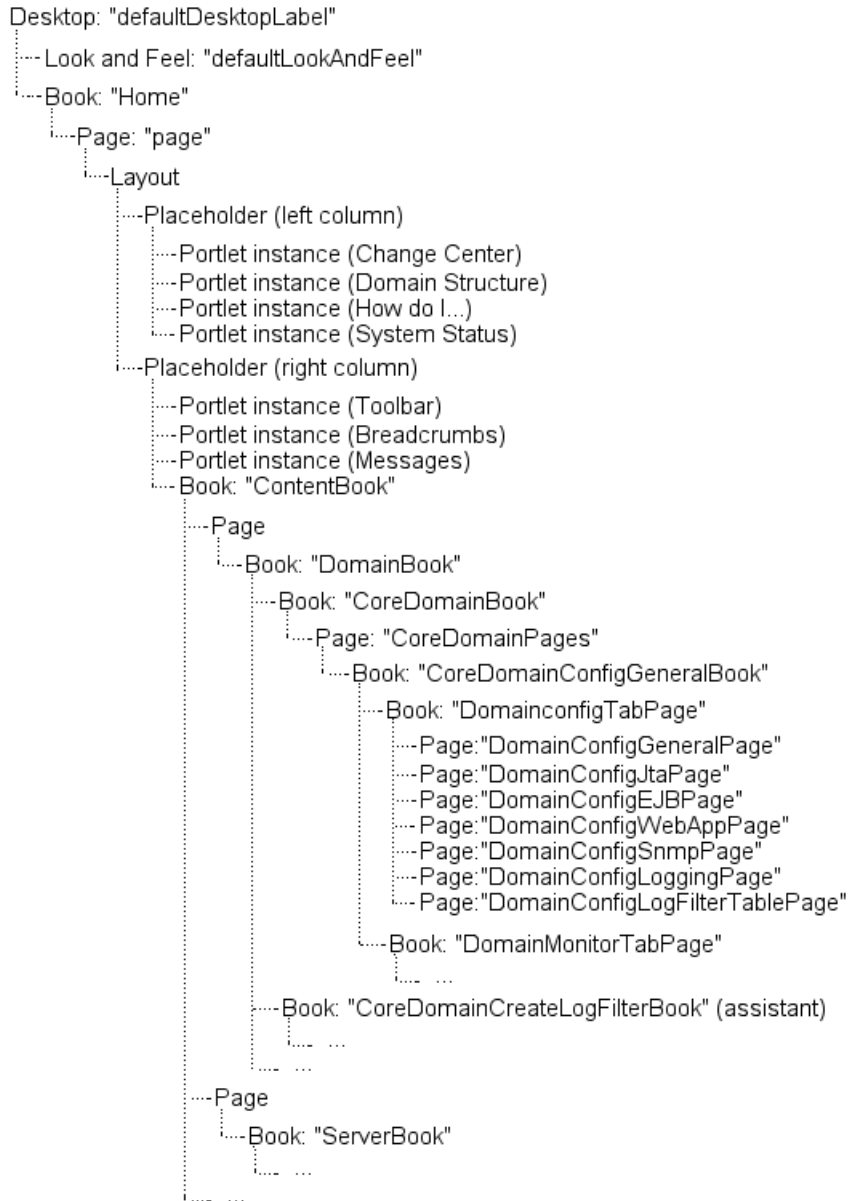 Desktop: "defaultDesktopLabel"
Look and Feel: "defaultLookAndFeel"
Book: "Home"
Page: "page"
Layout
Placeholder (left column)
Portlet instance (Change Center)
Portlet instance (Domain Structure)
Portlet instance (How do I...)
Portlet instance (System Status)
Placeholder (right column)
Portlet instance (Toolbar)
Portlet instance (Breadcrumbs)
Portlet instance (Messages)
Book: "ContentBook"
Page
Book: "DomainBook"
Book: "CoreDomainBook"
Page: "CoreDomainPages"
Book: "CoreDomainConfigGeneralBook"
Book: "DomainconfigTabPage"
Page:"DomainConfigGeneralPage"
Page:"DomainConfigJtaPage"
Page:"DomainConfigEJBPage"
Page:"DomainConfigWebAppPage"
Page:"DomainConfigSnmpPage"
Page:"DomainConfigLoggingPage"
Page:"DomainConfigLogFilterTablePage"
Book: "DomainMonitorTabPage"
...
Book: "CoreDomainCreateLogFilterBook" (assistant)
...
...
Page
Book: "ServerBook"
...
...